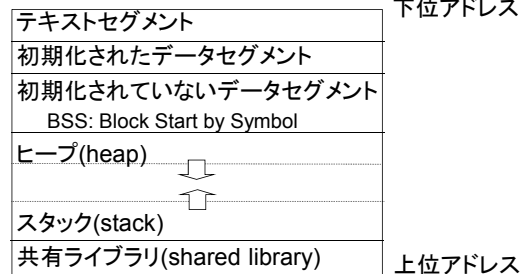 下位アドレス
テキストセグメント
初期化されたデータセグメント
初期化されていないデータセグメント
BSS: Block Start by Symbol
ヒープ(heap)
スタック(stack)
共有ライブラリ(shared library)
上位アドレス